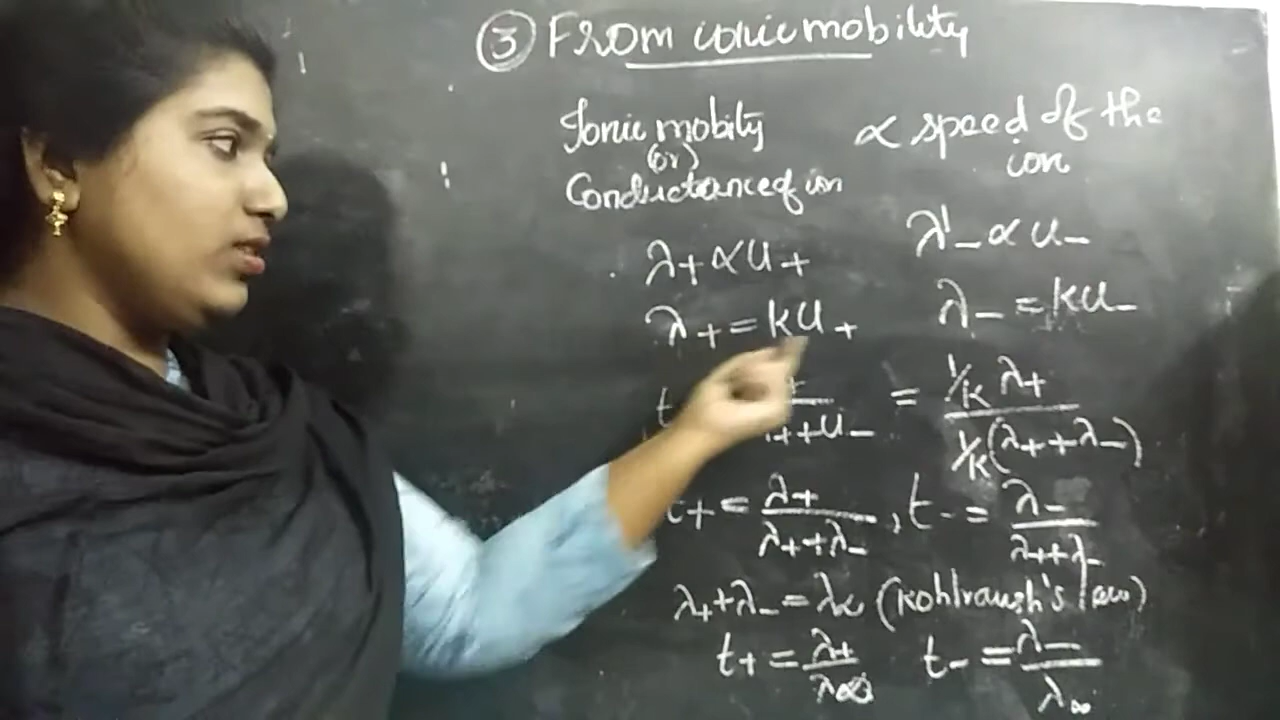 ③ From ionic mobility
Ionic mobility ∝ speed of the ion
(or)
Conductance of ion
λ+ ∝ U+ λ'- ∝ U-
λ+ = KU+ λ- = KU-
t ++U- = 1/K λ+ / 1/K(λ+ + λ-)
t+ = λ+ / λ+ + λ- , t- = λ- / λ+ + λ-
λ+ + λ- = λ∝ (Kohlraush's law)
t+ = λ+ / λ∞ t- = λ- / λ∞